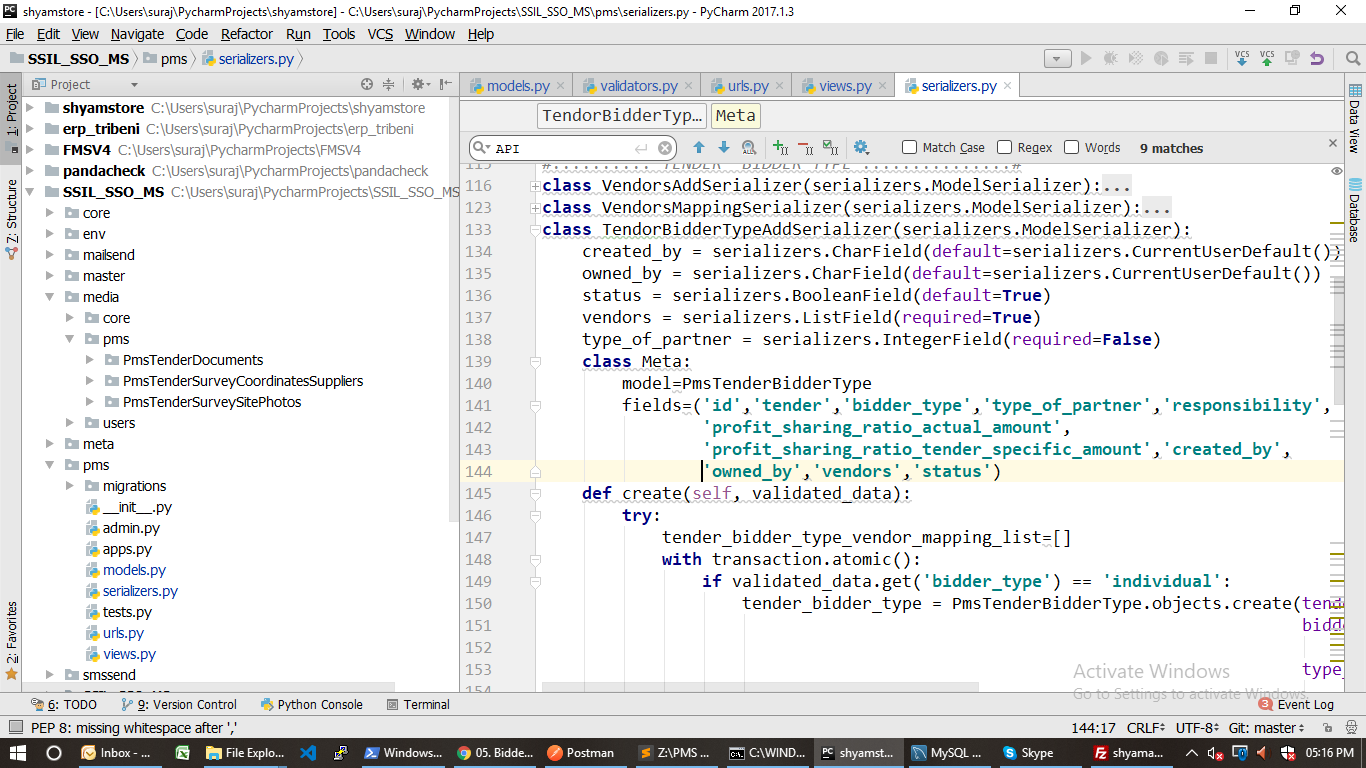 shyamstore - [C:\Users\suraj\PycharmProjects\shyamstore] - C:\Users\suraj\PycharmProjects\SSIL_SSO_MS\pms\serializers.py - PyCharm 2017.1.3
File Edit View Navigate Code Refactor Run Tools VCS Window Help
SSIL_SSO_MS pms serializers.py
Project
models.py validators.py urls.py views.py serializers.py
TendorBidderTyp... Meta
API Match Case Regex Words 9 matches
1: Project
Z: Structure
2: Favorites
Data View
Database
shyamstore C:\Users\suraj\PycharmProjects\shyamstore
erp_tribeni C:\Users\suraj\PycharmProjects\erp_tribeni
FMSV4 C:\Users\suraj\PycharmProjects\FMSV4
pandacheck C:\Users\suraj\PycharmProjects\pandacheck
SSIL_SSO_MS C:\Users\suraj\PycharmProjects\SSIL_SSO_MS
core
env
mailsend
master
media
core
pms
PmsTenderDocuments
PmsTenderSurveyCoordinatesSuppliers
PmsTenderSurveySitePhotos
users
meta
pms
migrations
__init__.py
admin.py
apps.py
models.py
serializers.py
tests.py
urls.py
views.py
smssend
116 class VendorsAddSerializer(serializers.ModelSerializer):...
123 class VendorsMappingSerializer(serializers.ModelSerializer):...
133 class TendorBidderTypeAddSerializer(serializers.ModelSerializer):
134 created_by = serializers.CharField(default=serializers.CurrentUserDefault())
135 owned_by = serializers.CharField(default=serializers.CurrentUserDefault())
136 status = serializers.BooleanField(default=True)
137 vendors = serializers.ListField(required=True)
138 type_of_partner = serializers.IntegerField(required=False)
139 class Meta:
140 model=PmsTenderBidderType
141 fields=('id','tender','bidder_type','type_of_partner','responsibility',
142 'profit_sharing_ratio_actual_amount',
143 'profit_sharing_ratio_tender_specific_amount','created_by',
144 'owned_by','vendors','status')
145 def create(self, validated_data):
146 try:
147 tender_bidder_type_vendor_mapping_list=[]
148 with transaction.atomic():
149 if validated_data.get('bidder_type') == 'individual':
150 tender_bidder_type = PmsTenderBidderType.objects.create(tend
151 bidde
152
153 type_
154
Activate Windows
Go to Settings to activate Windows.
6: TODO 9: Version Control Python Console Terminal 3 Event Log
PEP 8: missing whitespace after ',' 144:17 CRLF UTF-8 Git: master
Inbox - ... File Explo... Windows... 05. Bidde... Postman Z:\PMS ... C:\WIND... shyamst... MySQL ... Skype shyama... 05:16 PM